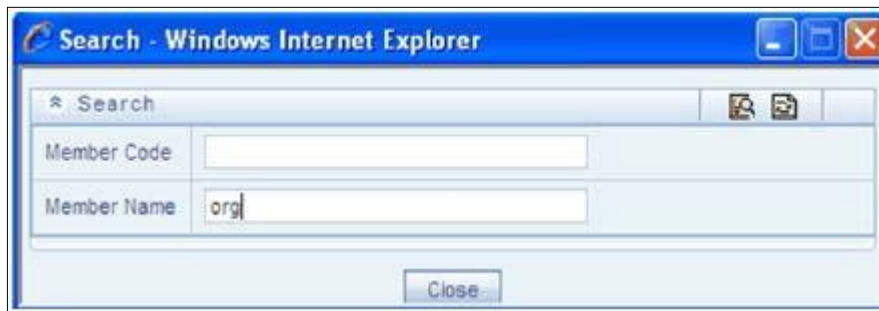 Search - Windows Internet Explorer
Search
Member Code
Member Name org
Close